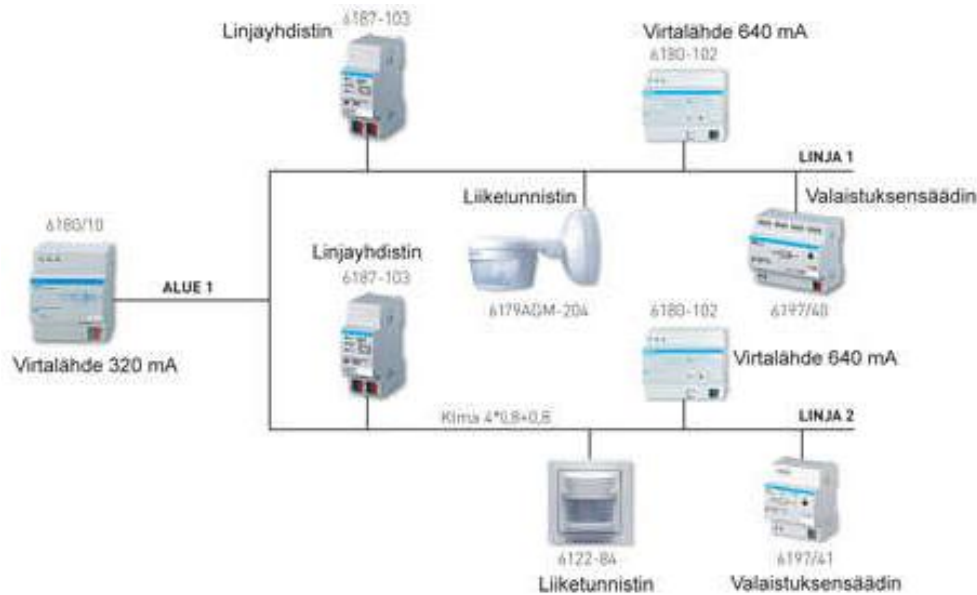 Linjayhdistin
6187-103
Virtalähde 640 mA
6180-102
LINJA 1
Liiketunnistin
Valaistuksensäädin
6180/10
Linjayhdistin
6187-103
ALUE 1
6179AGM-204
6180-102
6197/40
Virtalähde 320 mA
Virtalähde 640 mA
Klma 4*0,8+0,8
LINJA 2
6122-84
6197/41
Liiketunnistin
Valaistuksensäädin